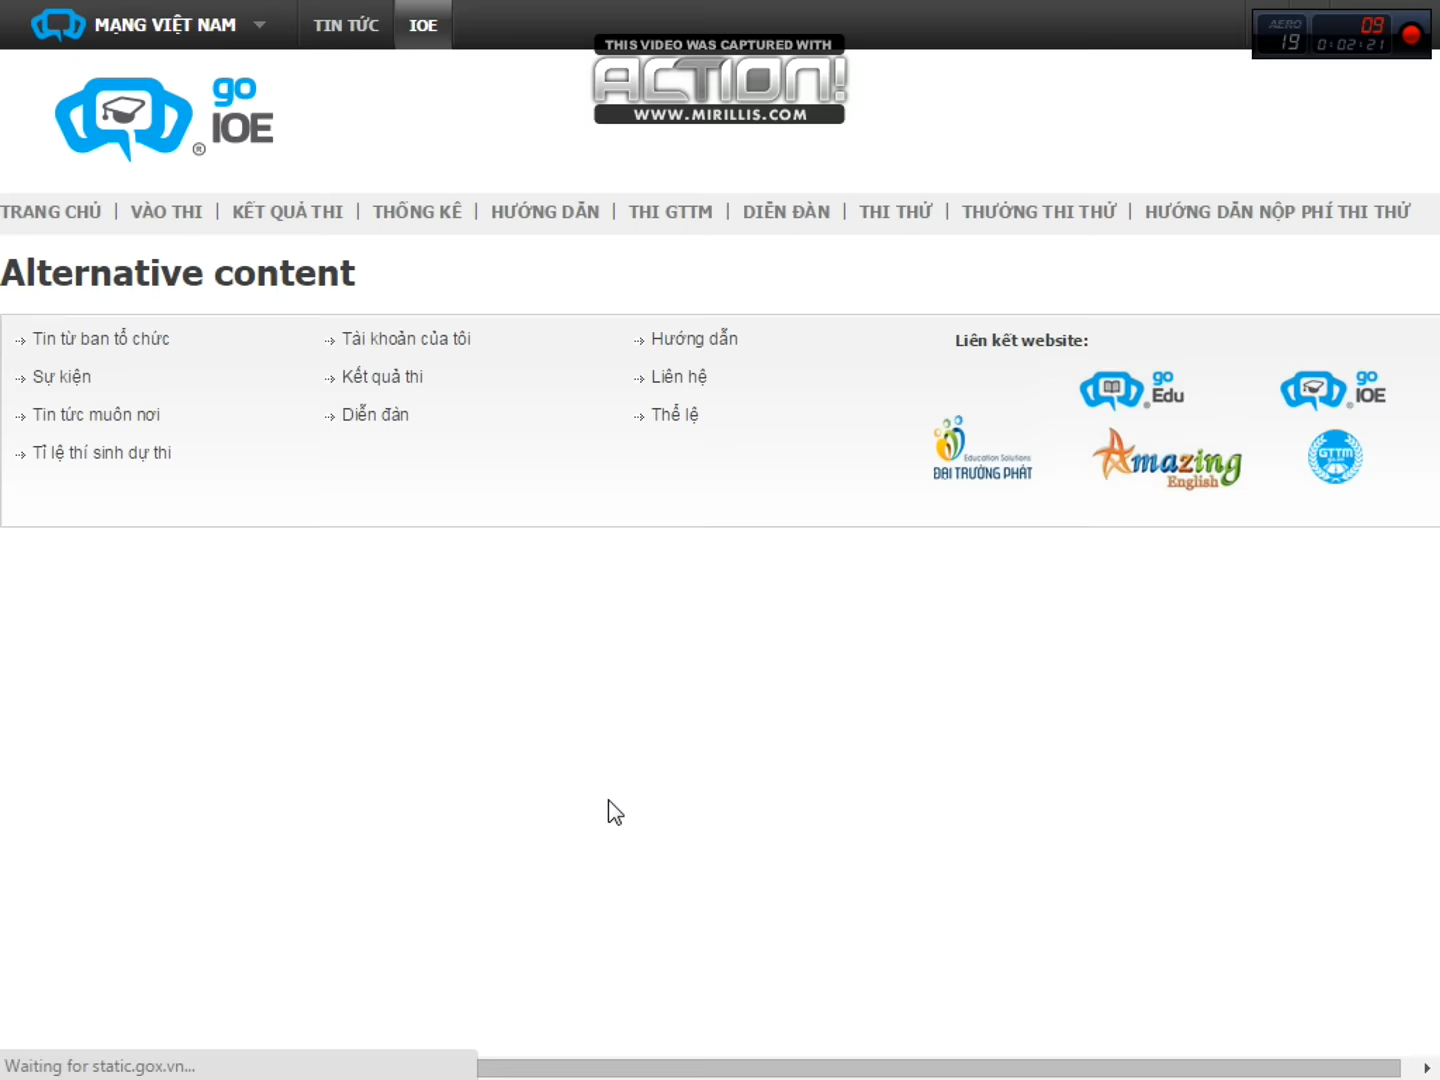 MẠNG VIỆT NAM TIN TỨC IOE
AERO 09
19 0:02:21
THIS VIDEO WAS CAPTURED WITH
ACTION!
WWW.MIRILLIS.COM
go
IOE
®
TRANG CHỦ | VÀO THI | KẾT QUẢ THI | THỐNG KÊ | HƯỚNG DẪN | THI GTTM | DIỄN ĐÀN | THI THỬ | THƯỞNG THI THỬ | HƯỚNG DẪN NỘP PHÍ THI THỬ
Alternative content
Tin từ ban tổ chức
Sự kiện
Tin tức muôn nơi
Tỉ lệ thí sinh dự thi
Tài khoản của tôi
Kết quả thi
Diễn đàn
Hướng dẫn
Liên hệ
Thể lệ
Liên kết website:
go
Edu
go
IOE
Education Solutions
ĐẠI TRƯỜNG PHÁT
Amazing
English
GTTM
Waiting for static.gox.vn...